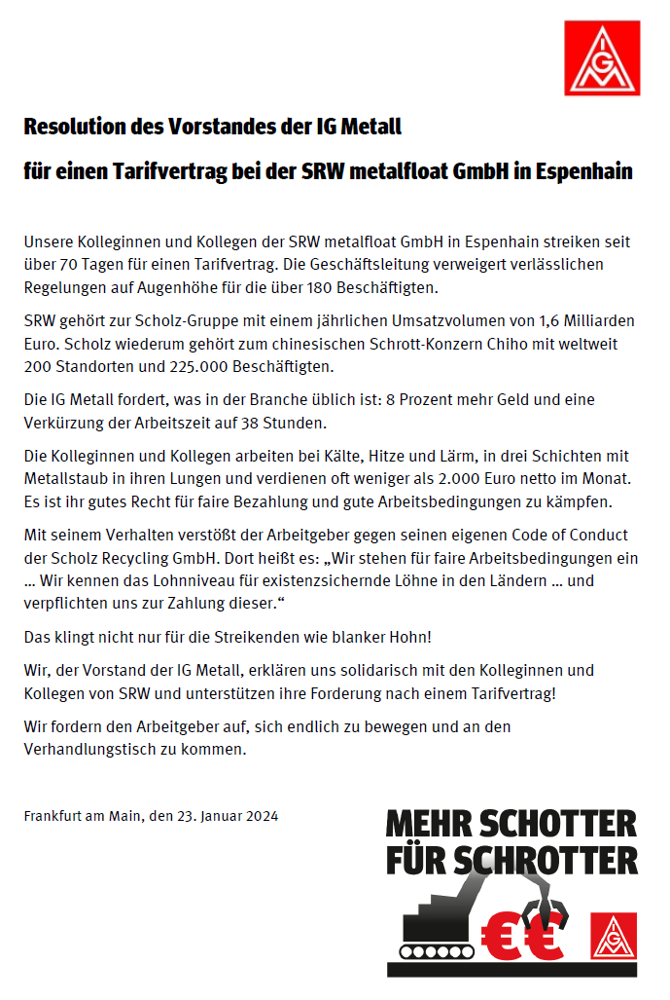 IGM
Resolution des Vorstandes der IG Metall
für einen Tarifvertrag bei der SRW metalfloat GmbH in Espenhain
Unsere Kolleginnen und Kollegen der SRW metalfloat GmbH in Espenhain streiken seit
über 70 Tagen für einen Tarifvertrag. Die Geschäftsleitung verweigert verlässlichen
Regelungen auf Augenhöhe für die über 180 Beschäftigten.
SRW gehört zur Scholz-Gruppe mit einem jährlichen Umsatzvolumen von 1,6 Milliarden
Euro. Scholz wiederum gehört zum chinesischen Schrott-Konzern Chiho mit weltweit
200 Standorten und 225.000 Beschäftigten.
Die IG Metall fordert, was in der Branche üblich ist: 8 Prozent mehr Geld und eine
Verkürzung der Arbeitszeit auf 38 Stunden.
Die Kolleginnen und Kollegen arbeiten bei Kälte, Hitze und Lärm, in drei Schichten mit
Metallstaub in ihren Lungen und verdienen oft weniger als 2.000 Euro netto im Monat.
Es ist ihr gutes Recht für faire Bezahlung und gute Arbeitsbedingungen zu kämpfen.
Mit seinem Verhalten verstößt der Arbeitgeber gegen seinen eigenen Code of Conduct
der Scholz Recycling GmbH. Dort heißt es: „Wir stehen für faire Arbeitsbedingungen ein
… Wir kennen das Lohnniveau für existenzsichernde Löhne in den Ländern … und
verpflichten uns zur Zahlung dieser.“
Das klingt nicht nur für die Streikenden wie blanker Hohn!
Wir, der Vorstand der IG Metall, erklären uns solidarisch mit den Kolleginnen und
Kollegen von SRW und unterstützen ihre Forderung nach einem Tarifvertrag!
Wir fordern den Arbeitgeber auf, sich endlich zu bewegen und an den
Verhandlungstisch zu kommen.
Frankfurt am Main, den 23. Januar 2024
MEHR SCHOTTER
FÜR SCHROTTER
€€
IGM